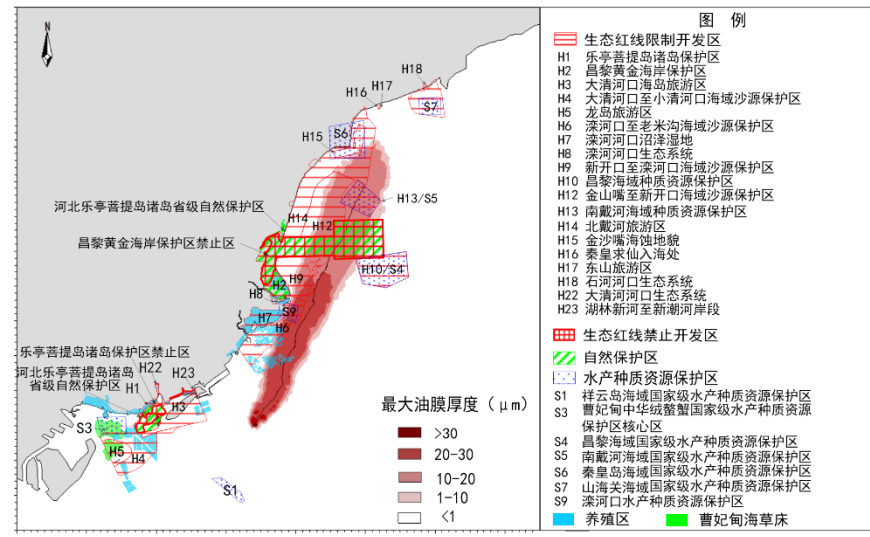 N
H18
H17
H16
S7
S6
H15
H13/S5
河北乐亭菩提岛诸岛省级自然保护区
H14
H12
昌黎黄金海岸保护区禁止区
H10/S4
H9
H2
H8
S9
H7
H6
乐亭菩提岛诸岛保护区禁止区
H22
H23
河北乐亭菩提岛诸岛
省级自然保护区
H1
H3
S3
H5
H4
S1
最大油膜厚度（μm）
>30
20-30
10-20
1-10
<1
图 例
生态红线限制开发区
H1 乐亭菩提岛诸岛保护区
H2 昌黎黄金海岸保护区
H3 大清河口海岛旅游区
H4 大清河口至小清河口海域沙源保护区
H5 龙岛旅游区
H6 滦河口至老米沟海域沙源保护区
H7 滦河河口沼泽湿地
H8 滦河河口生态系统
H9 新开口至滦河口海域沙源保护区
H10 昌黎海域种质资源保护区
H12 金山嘴至新开口海域沙源保护区
H13 南戴河海域种质资源保护区
H14 北戴河旅游区
H15 金沙嘴海蚀地貌
H16 秦皇求仙入海处
H17 东山旅游区
H18 石河河口生态系统
H22 大清河河口生态系统
H23 湖林新河至新潮河岸段
生态红线禁止开发区
自然保护区
水产种质资源保护区
S1 祥云岛海域国家级水产种质资源保护区
S3 曹妃甸中华绒螯蟹国家级水产种质资源
保护区核心区
S4 昌黎海域国家级水产种质资源保护区
S5 南戴河海域国家级水产种质资源保护区
S6 秦皇岛海域国家级水产种质资源保护区
S7 山海关海域国家级水产种质资源保护区
S9 滦河口水产种质资源保护区
养殖区 曹妃甸海草床